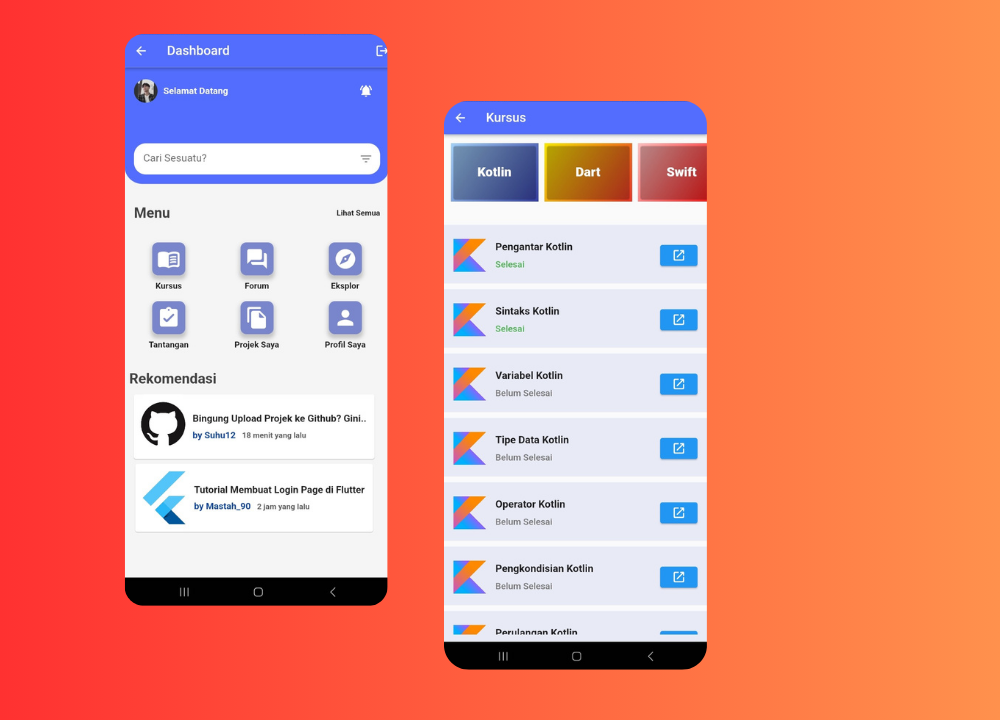 Dashboard
Selamat Datang
Cari Sesuatu?
Menu
Lihat Semua
Kursus
Forum
Eksplor
Tantangan
Projek Saya
Profil Saya
Rekomendasi
Bingung Upload Projek ke Github? Gini..
by Suhu12 18 menit yang lalu
Tutorial Membuat Login Page di Flutter
by Mastah_90 2 jam yang lalu
Kursus
Kotlin
Dart
Swift
Pengantar Kotlin
Selesai
Sintaks Kotlin
Selesai
Variabel Kotlin
Belum Selesai
Tipe Data Kotlin
Belum Selesai
Operator Kotlin
Belum Selesai
Pengkondisian Kotlin
Belum Selesai
Perulangan Kotlin